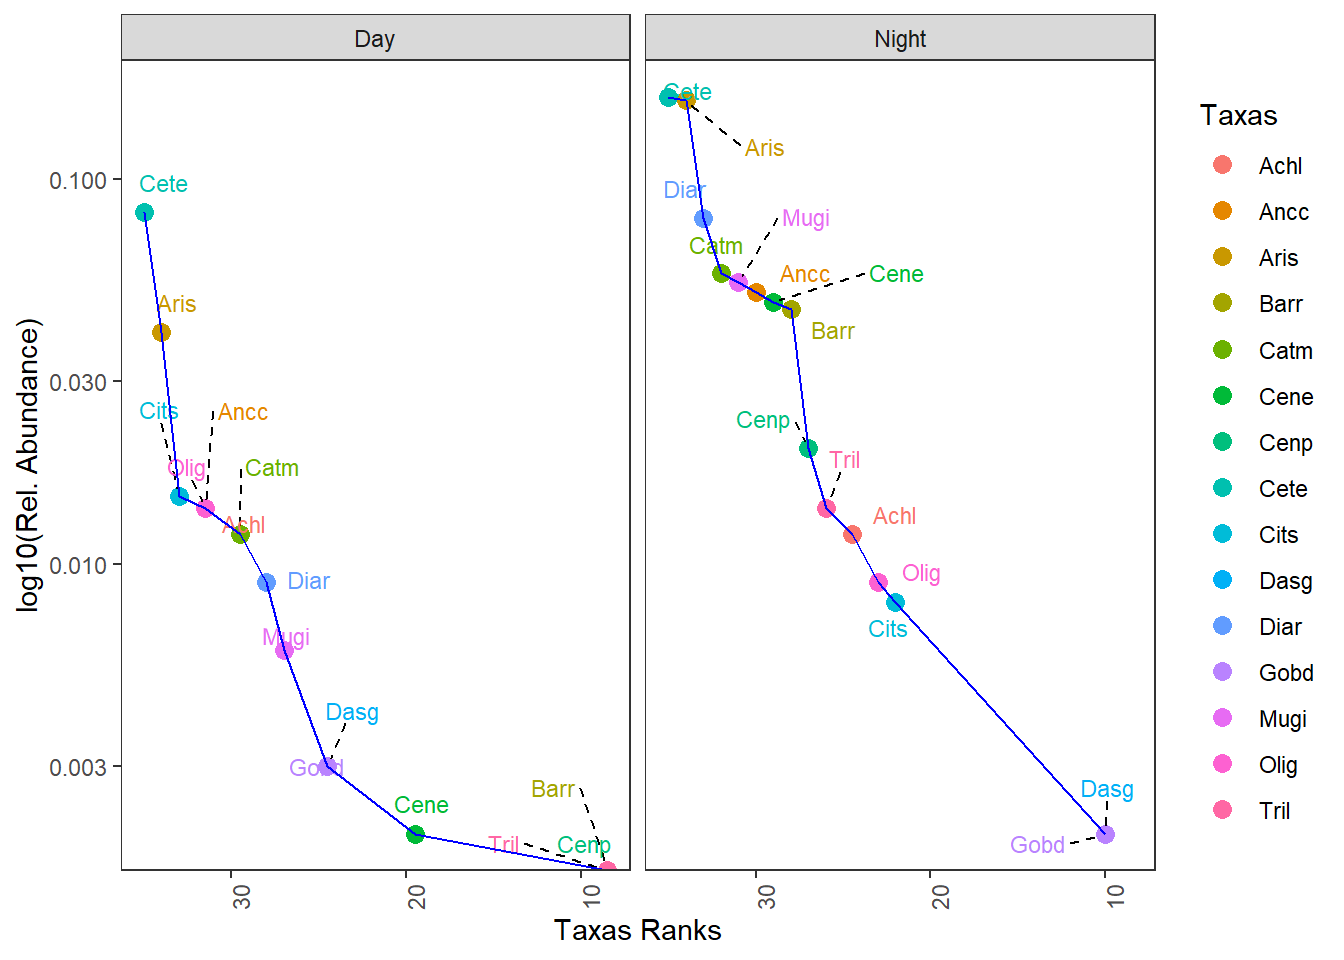 Day
Night
log10(Rel. Abundance)
0.100
0.030
0.010
0.003
Cete
Aris
Cits
Ancc
Olig
Catm
Achl
Diar
Mugi
Dasg
Gobd
Cene
Barr
Tril
Cenp
30
20
10
Cete
Aris
Diar
Mugi
Catm
Ancc
Cene
Barr
Cenp
Tril
Achl
Olig
Cits
Dasg
Gobd
30
20
10
Taxas Ranks
Taxas
Achl
Ancc
Aris
Barr
Catm
Cene
Cenp
Cete
Cits
Dasg
Diar
Gobd
Mugi
Olig
Tril